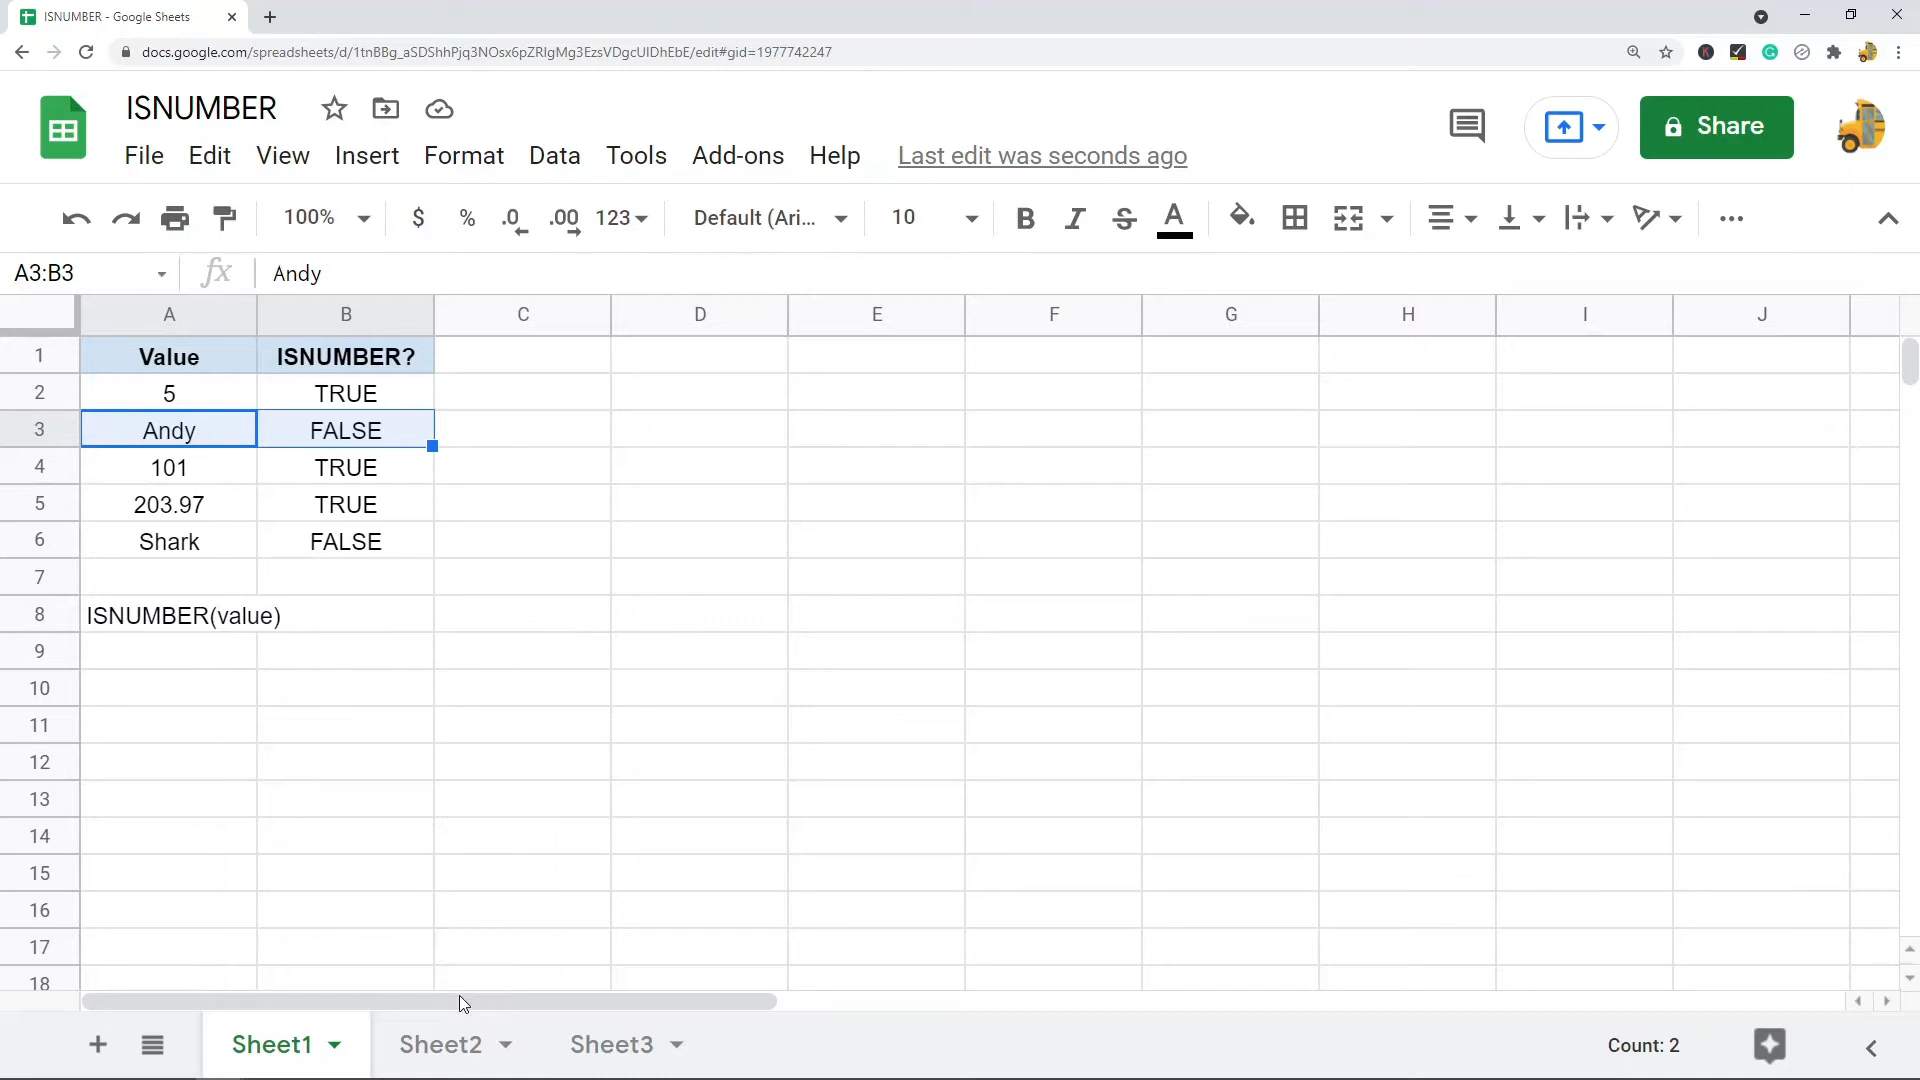 ISNUMBER - Google Sheets
docs.google.com/spreadsheets/d/1tnBBg_aSDShhPjq3NOsx6pZRIgMg3EzsVDgcUIDhEbE/edit#gid=1977742247
ISNUMBER
Share
File Edit View Insert Format Data Tools Add-ons Help Last edit was seconds ago
100% $ % .0 .00 123 Default (Ari... 10 B I S A
A3:B3 fx Andy
A B C D E F G H I J
1 Value ISNUMBER?
2 5 TRUE
3 Andy FALSE
4 101 TRUE
5 203.97 TRUE
6 Shark FALSE
7
8 ISNUMBER(value)
9
10
11
12
13
14
15
16
17
18
Sheet1 Sheet2 Sheet3 Count: 2